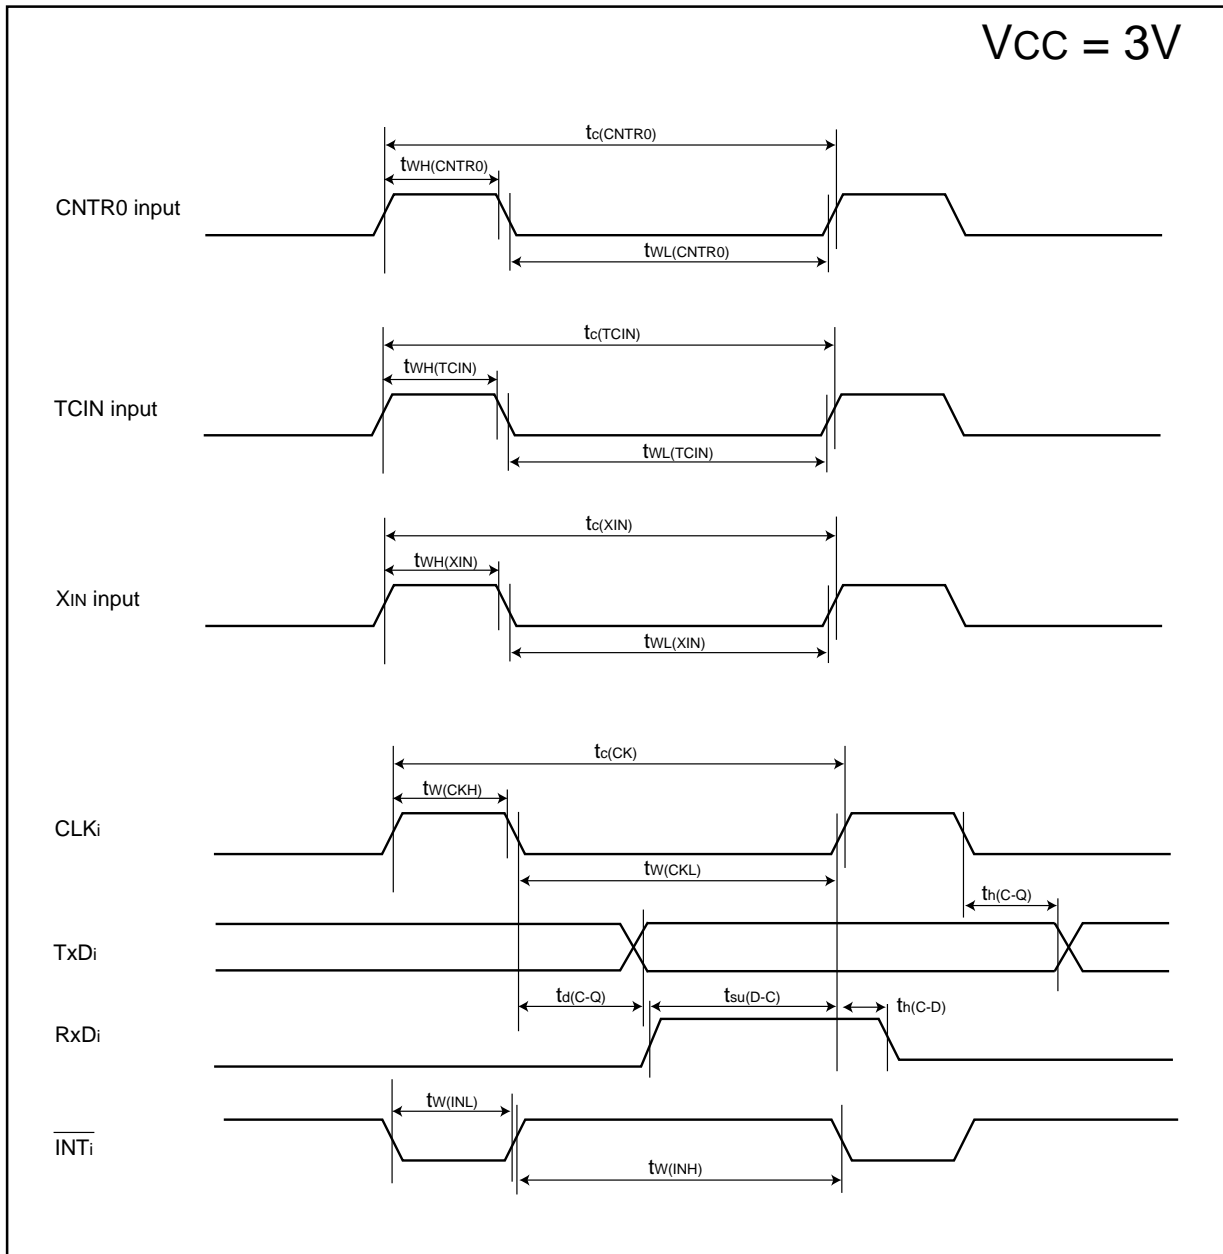 VCC = 3V
tc(CNTR0)
tWH(CNTR0)
CNTR0 input
tWL(CNTR0)
tc(TCIN)
tWH(TCIN)
TCIN input
tWL(TCIN)
tc(XIN)
tWH(XIN)
XIN input
tWL(XIN)
tc(CK)
tW(CKH)
CLKi
tW(CKL)
th(C-Q)
TxDi
td(C-Q)
tsu(D-C)
th(C-D)
RxDi
tW(INL)
INTi
tW(INH)